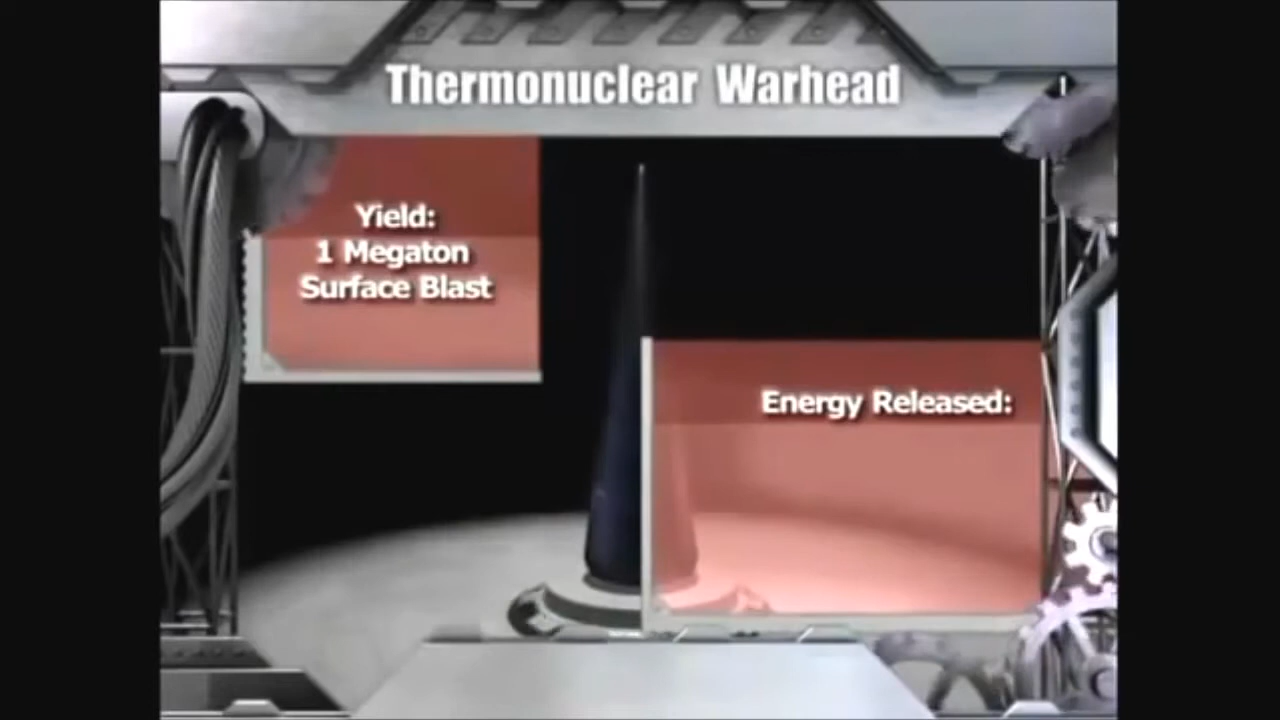 Thermonuclear Warhead
Yield:
1 Megaton
Surface Blast
Energy Released: